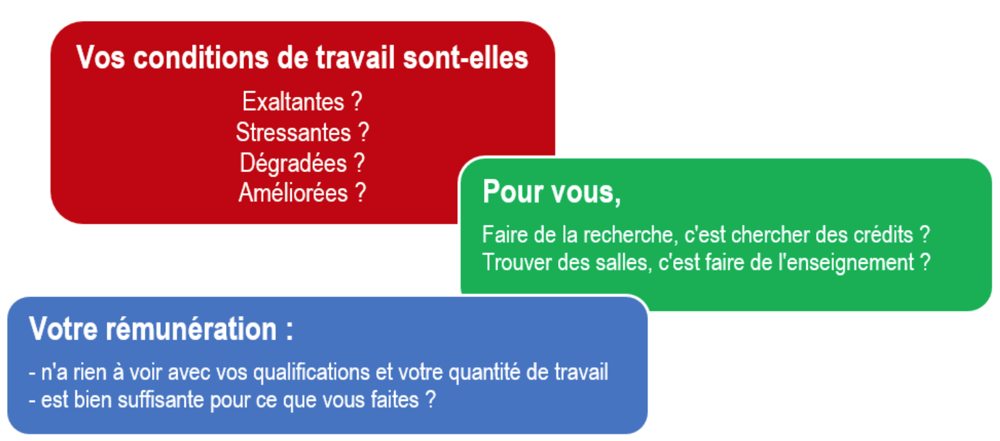 Vos conditions de travail sont-elles
Exaltantes ?
Stressantes ?
Dégradées ?
Améliorées ?
Pour vous,
Faire de la recherche, c'est chercher des crédits ?
Trouver des salles, c'est faire de l'enseignement ?
Votre rémunération :
- n'a rien à voir avec vos qualifications et votre quantité de travail
- est bien suffisante pour ce que vous faites ?